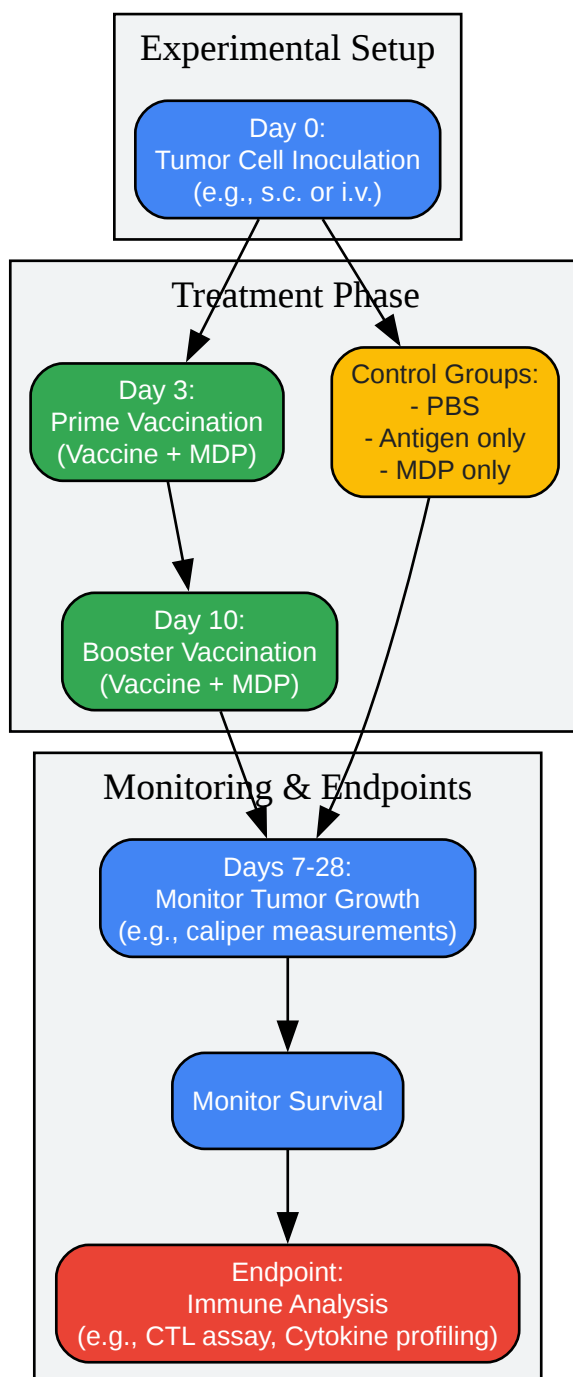 Experimental Setup
Day 0:
Tumor Cell Inoculation
(e.g., s.c. or i.v.)
Treatment Phase
Day 3:
Prime Vaccination
(Vaccine + MDP)
Control Groups:
- PBS
- Antigen only
- MDP only
Day 10:
Booster Vaccination
(Vaccine + MDP)
Monitoring & Endpoints
Days 7-28:
Monitor Tumor Growth
(e.g., caliper measurements)
Monitor Survival
Endpoint:
Immune Analysis
(e.g., CTL assay, Cytokine profiling)